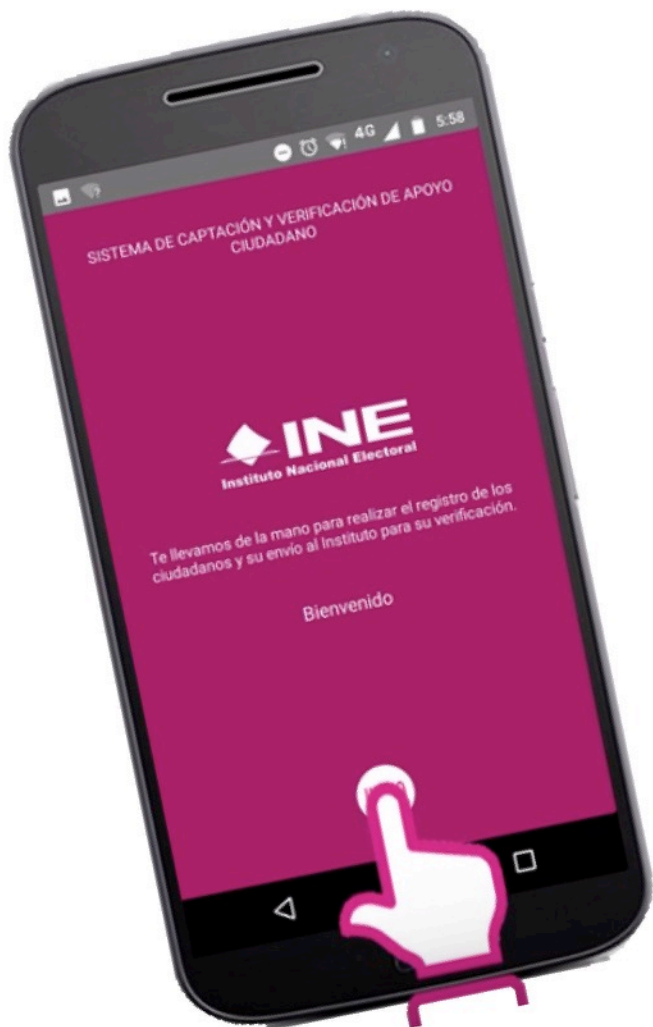 4G 5:58
SISTEMA DE CAPTACIÓN Y VERIFICACIÓN DE APOYO
CIUDADANO
INE
Instituto Nacional Electoral
Te llevamos de la mano para realizar el registro de los
ciudadanos y su envío al Instituto para su verificación.
Bienvenido